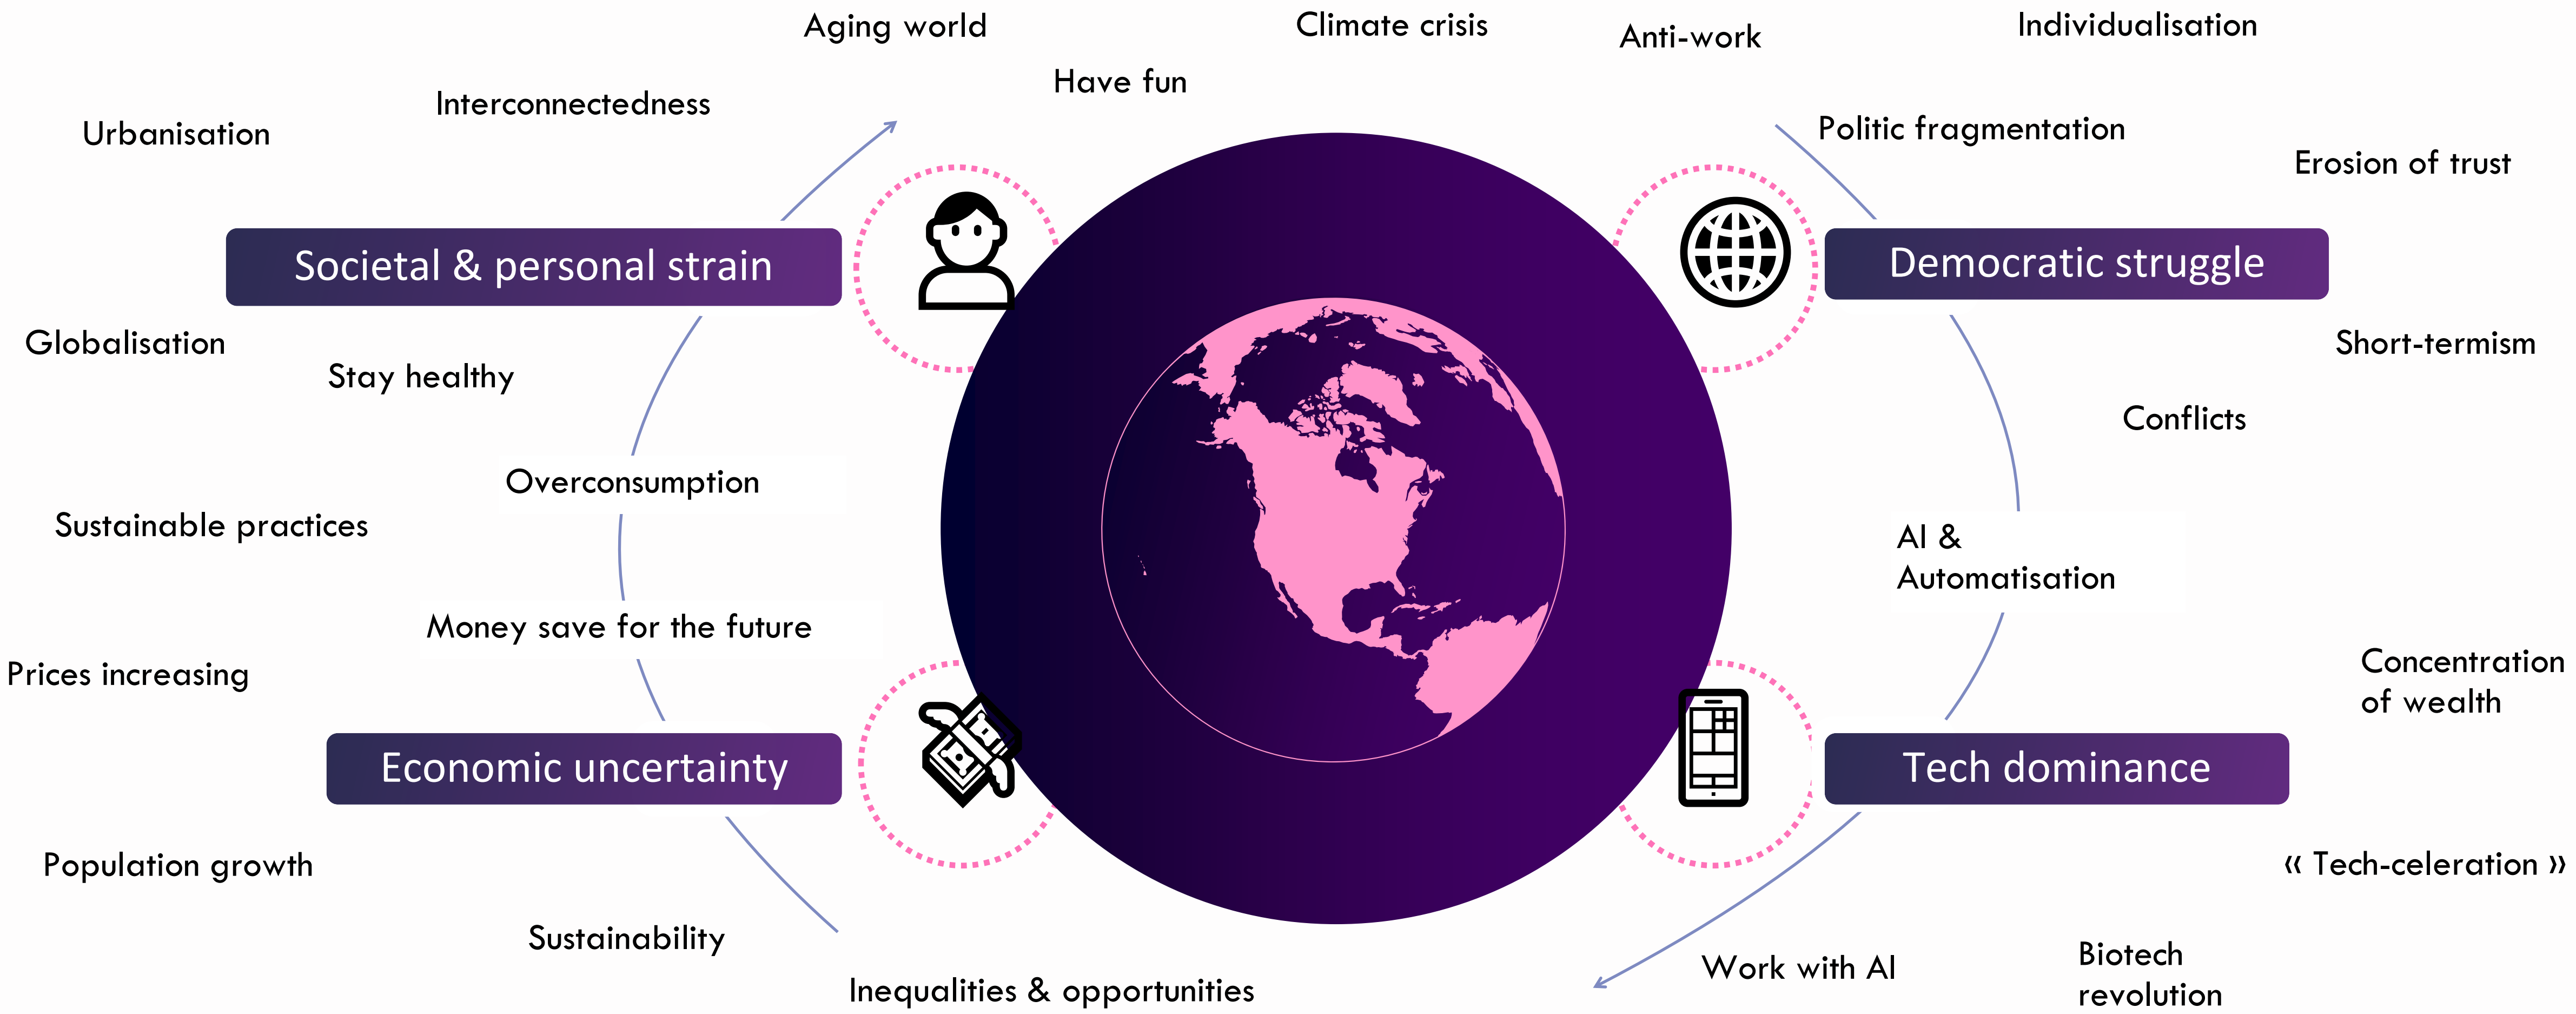 Aging world
Climate crisis
Anti-work
Individualisation
Have fun
Interconnectedness
Urbanisation
Politic fragmentation
Erosion of trust
Societal & personal strain
Democratic struggle
Globalisation
Stay healthy
Short-termism
Conflicts
Overconsumption
Sustainable practices
AI &
Automatisation
Money save for the future
Prices increasing
Concentration
of wealth
Economic uncertainty
Tech dominance
Population growth
« Tech-celeration »
Sustainability
Work with AI
Biotech
revolution
Inequalities & opportunities